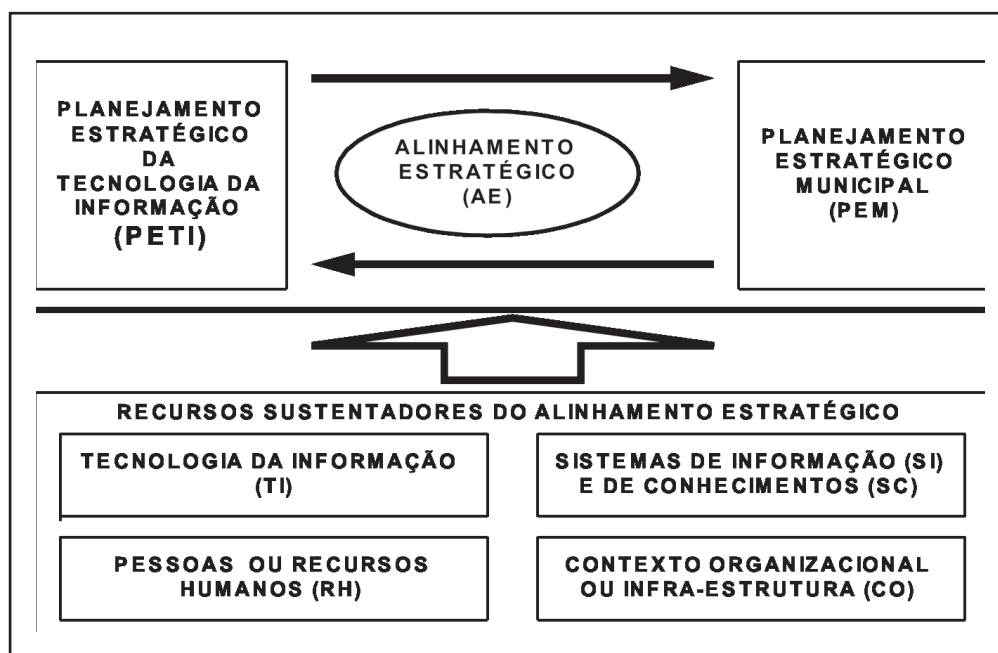 PLANEJAMENTO
ESTRATÉGICO
DA
TECNOLOGIA DA
INFORMAÇÃO
(PETI)
ALINHAMENTO
ESTRATÉGICO
(AE)
PLANEJAMENTO
ESTRATÉGICO
MUNICIPAL
(PEM)
RECURSOS SUSTENTADORES DO ALINHAMENTO ESTRATÉGICO
TECNOLOGIA DA INFORMAÇÃO
(TI)
SISTEMAS DE INFORMAÇÃO (SI)
E DE CONHECIMENTOS (SC)
PESSOAS OU RECURSOS
HUMANOS (RH)
CONTEXTO ORGANIZACIONAL
OU INFRA-ESTRUTURA (CO)